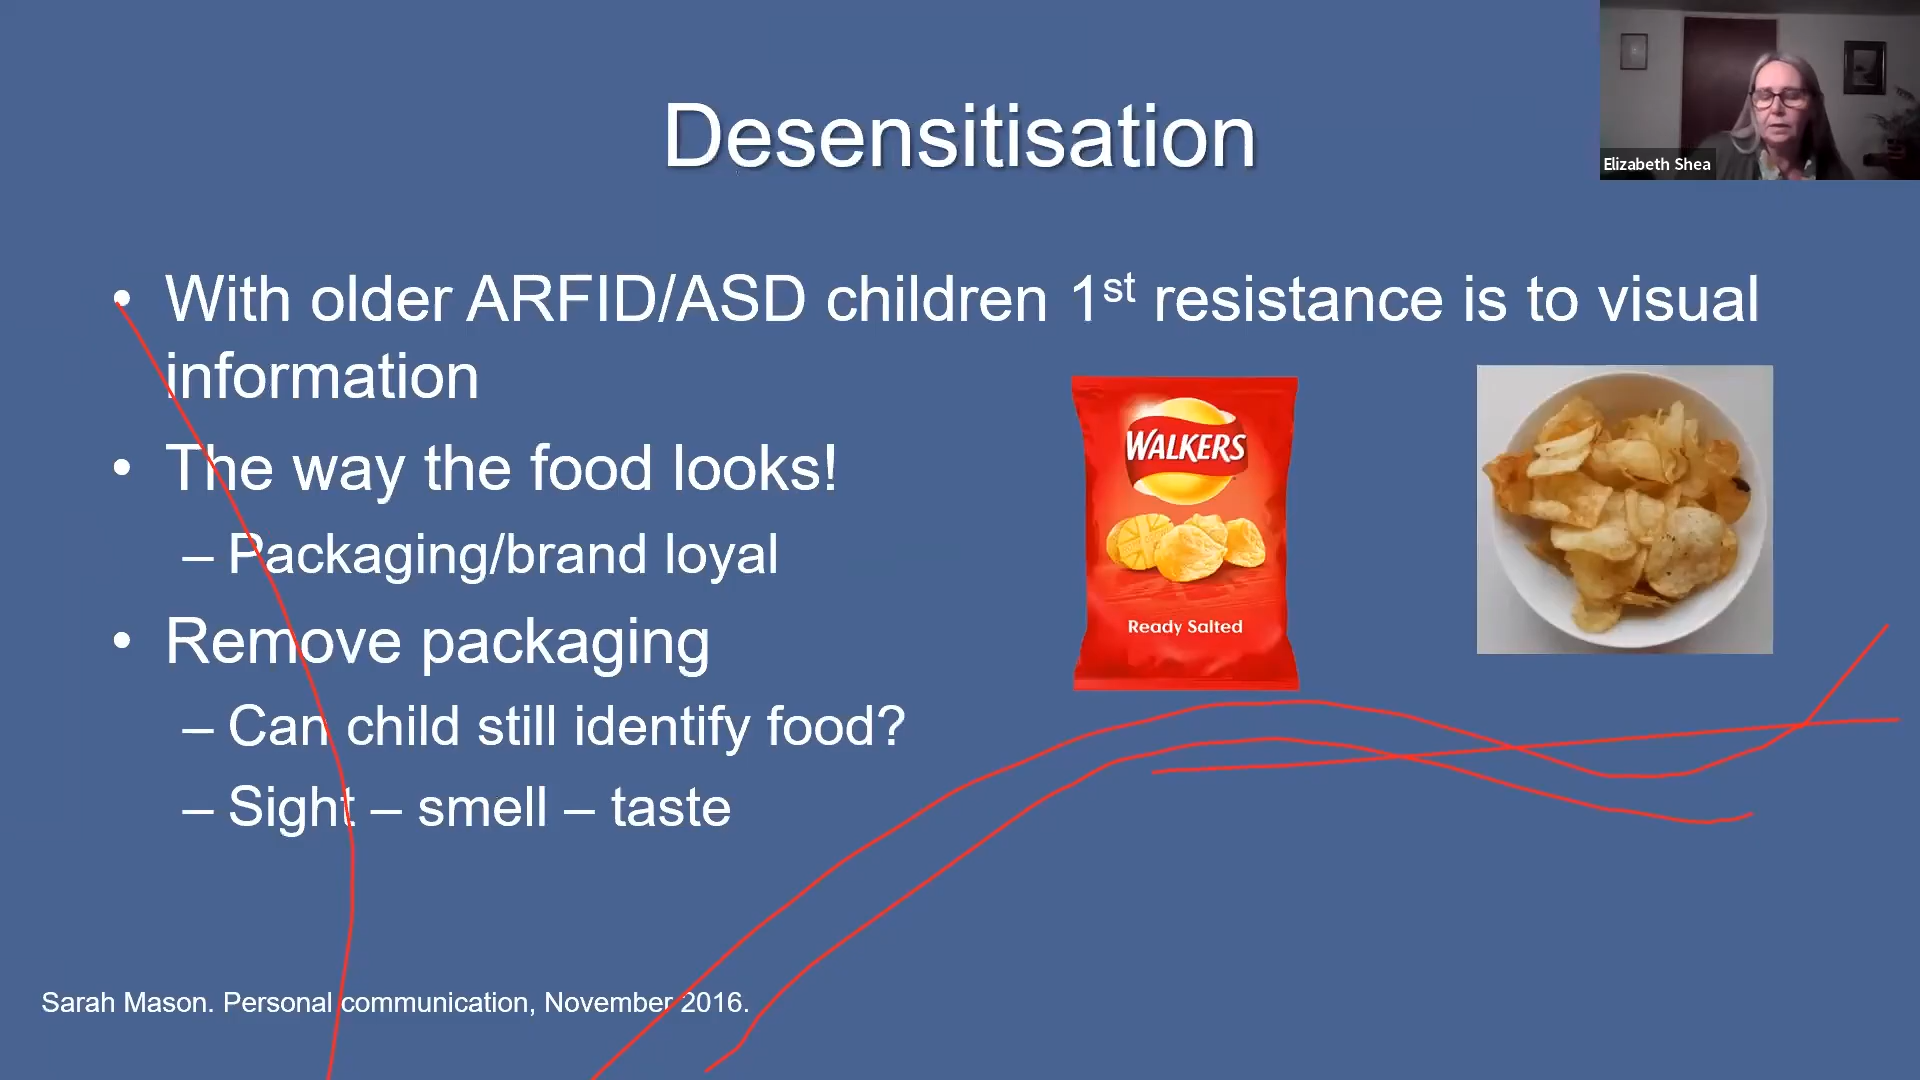 Desensitisation
Elizabeth Shea
• With older ARFID/ASD children 1st resistance is to visual
information
• The way the food looks!
– Packaging/brand loyal
• Remove packaging
– Can child still identify food?
– Sight – smell – taste
WALKERS
Ready Salted
Sarah Mason. Personal communication, November 2016.